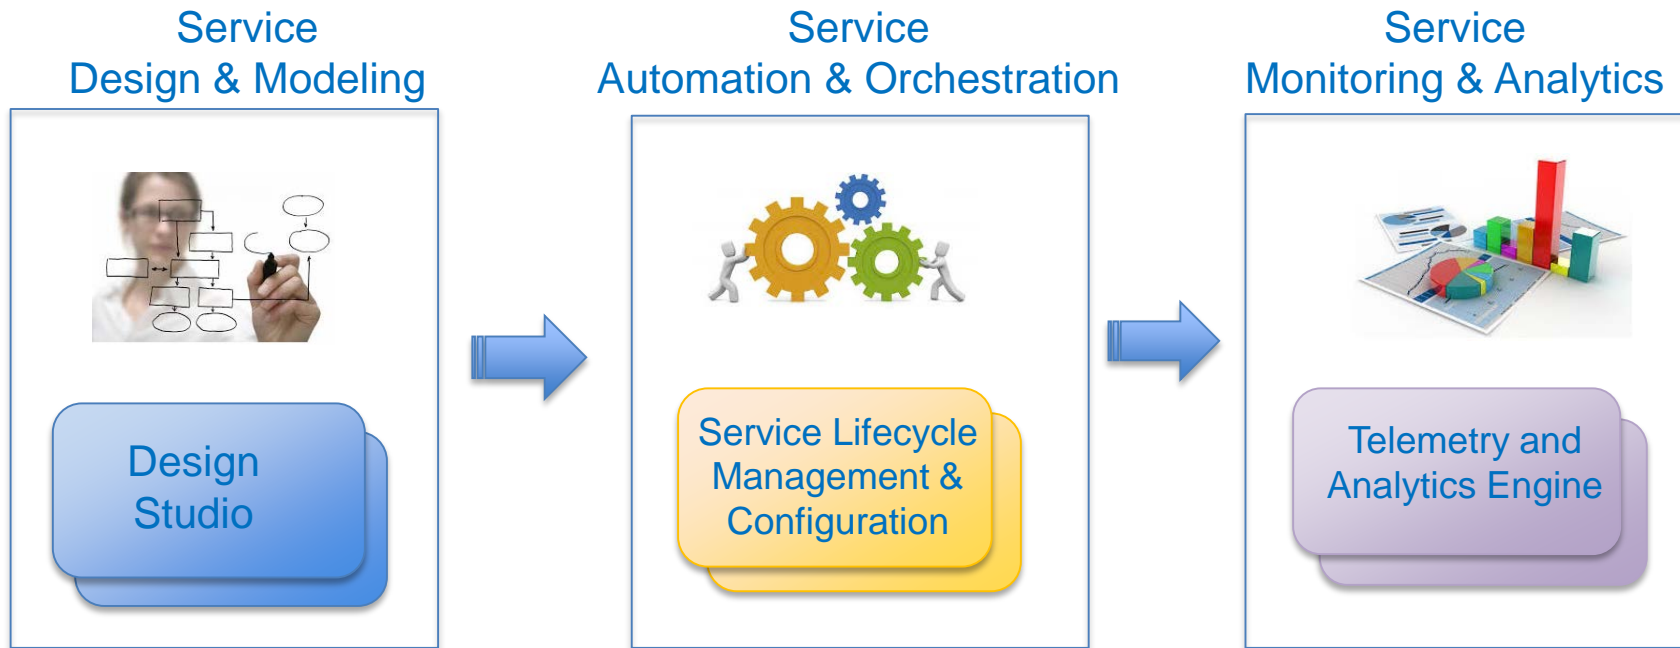 Service
Design & Modeling
Service
Automation & Orchestration
Service
Monitoring & Analytics
Design
Studio
Service Lifecycle
Management &
Configuration
Telemetry and
Analytics Engine